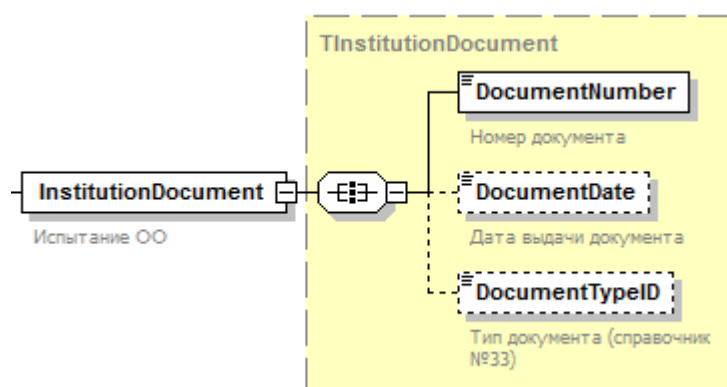 TInstitutionDocument
DocumentNumber
Номер документа
InstitutionDocument
Испытание ОО
DocumentDate
Дата выдачи документа
DocumentTypeID
Тип документа (справочник
№33)